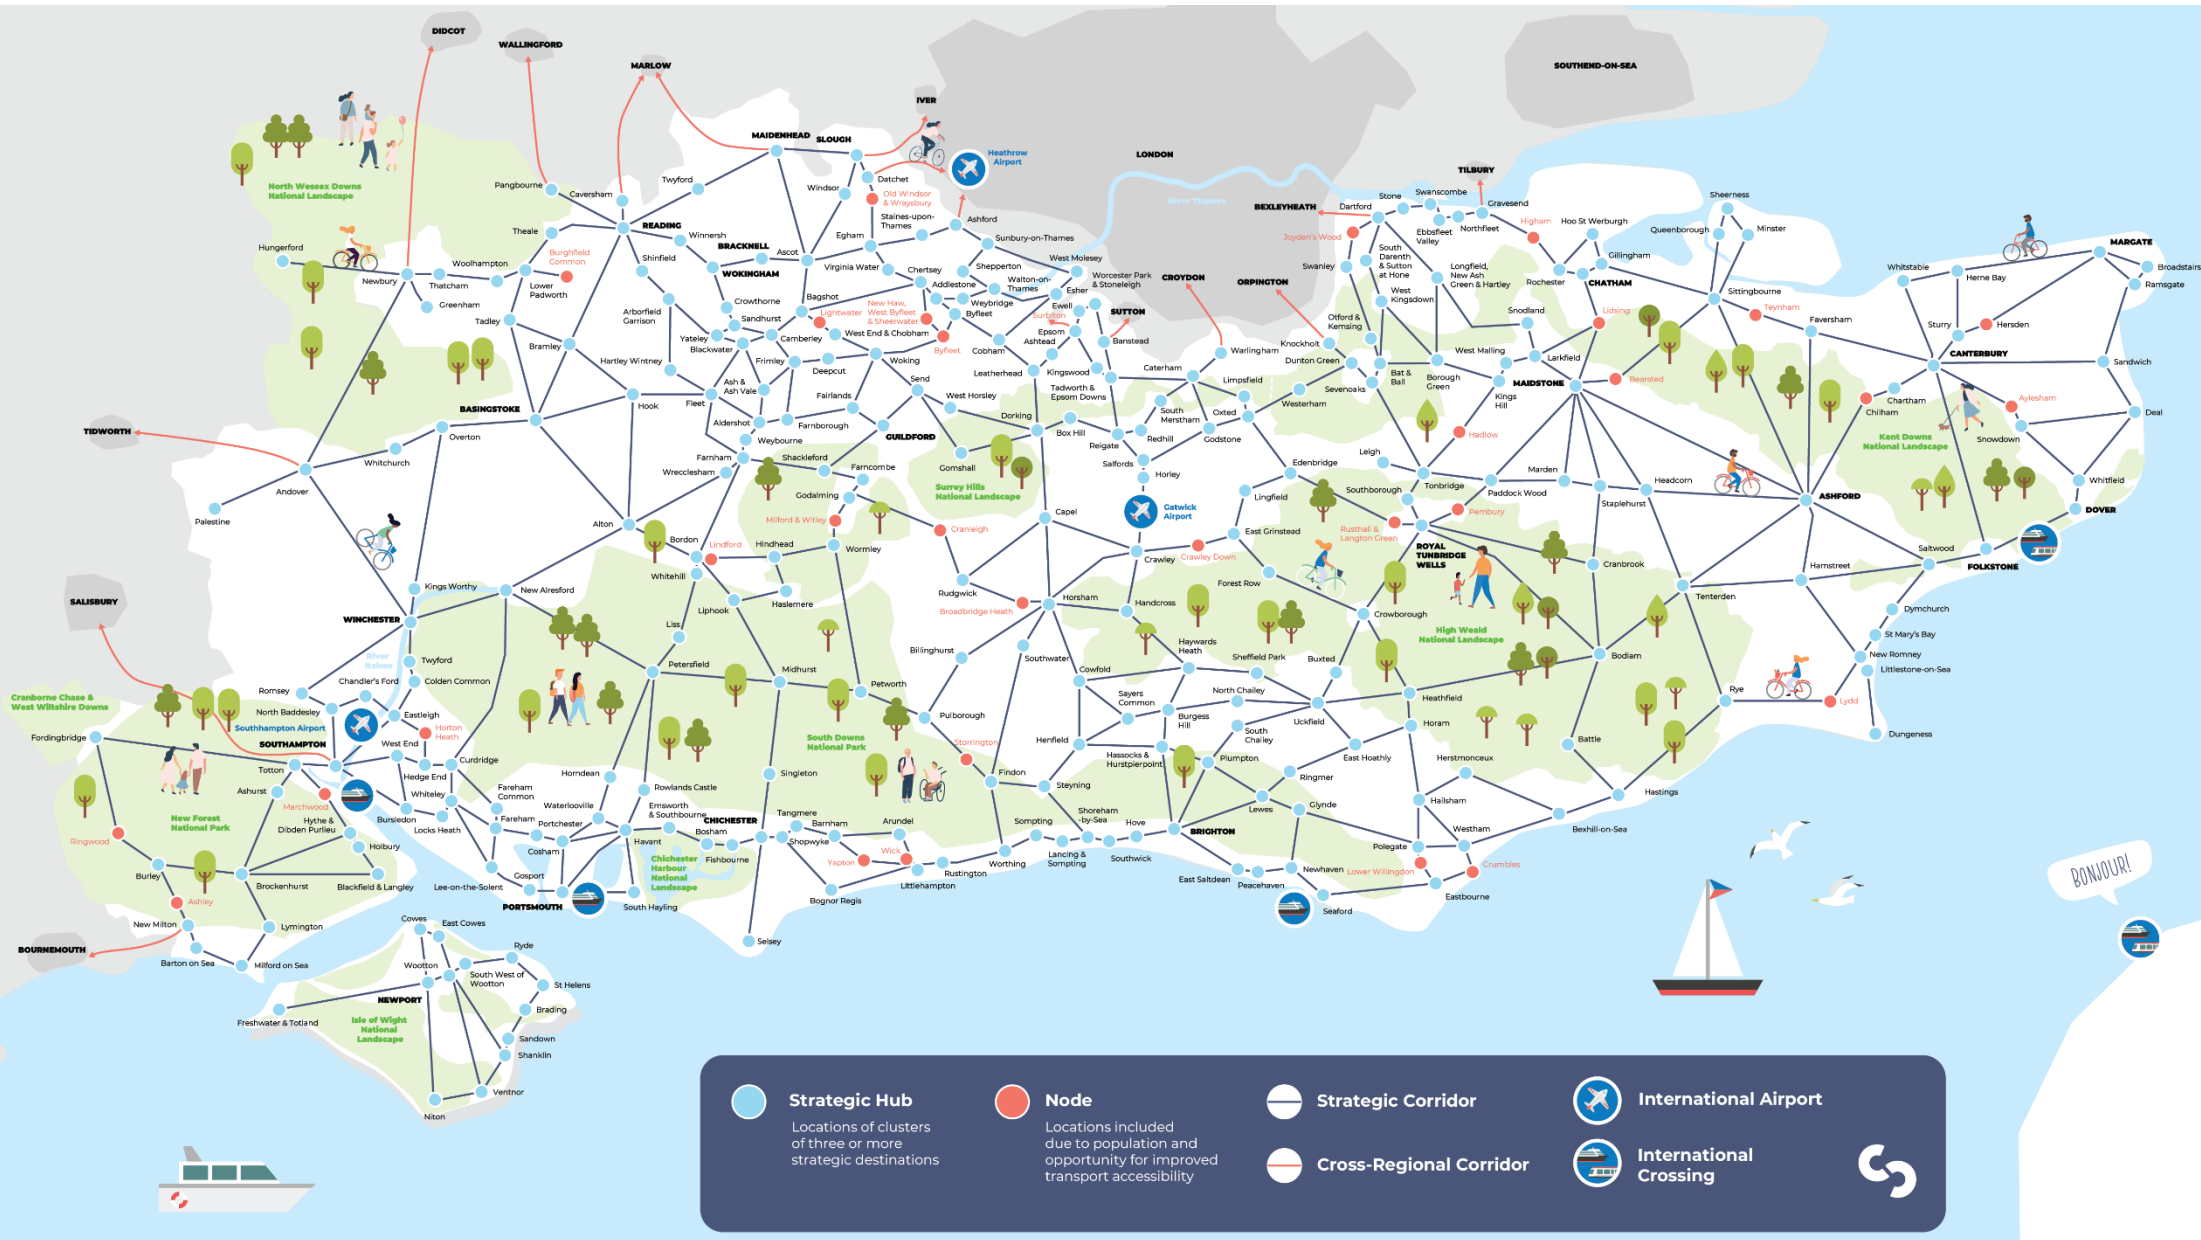 DIDCOT
WALLINGFORD
MARLOW
IVER
SOUTHEND-ON-SEA
LONDON
TILBURY
BEXLEYHEATH
CROYDON
ORPINGTON
SUTTON
TIDWORTH
SALISBURY
BOURNEMOUTH
North Wessex Downs
National Landscape
MAIDENHEAD
SLOUGH
Heathrow
Airport
Pangbourne
Caversham
Twyford
Windsor
Datchet
Old Windsor
& Wraysbury
Staines-upon-
Thames
Ashford
River Thames
Theale
READING
Winnersh
BRACKNELL
Ascot
Egham
Sunbury-on-Thames
Hungerford
Newbury
Thatcham
Woolhampton
Greenham
Lower
Padworth
Burghfield
Common
Shinfield
WOKINGHAM
Virginia Water
Chertsey
Shepperton
West Molesey
Addlestone
Walton-on-
Thames
Esher
Worcester Park
& Stoneleigh
Arborfield
Garrison
Crowthorne
Bagshot
Lightwater
New Haw,
West Byfleet
& Sheerwater
Weybridge
Byfleet
Ewell
Surbiton
Tadley
Bramley
Sandhurst
Yateley
Blackwater
Camberley
West End & Chobham
Byfleet
Cobham
Epsom
Ashtead
Banstead
Warlingham
Knockholt
Hartley Wintney
Frimley
Deepcut
Woking
Leatherhead
Kingswood
Tadworth &
Epsom Downs
Caterham
Limpsfield
Dunton Green
Sevenoaks
Westerham
Hook
Fleet
Ash &
Ash Vale
Fairlands
Send
West Horsley
Dorking
Box Hill
South
Merstham
Oxted
Godstone
Redhill
Reigate
BASINGSTOKE
Overton
Whitchurch
Andover
Palestine
Aldershot
Farnborough
GUILDFORD
Weybourne
Farnham
Wrecclesham
Shackleford
Farncombe
Godalming
Gomshall
Surrey Hills
National Landscape
Salfords
Horley
Gatwick
Airport
Edenbridge
Lingfield
Milford & Witley
Cranleigh
Capel
Alton
Bordon
Lindford
Hindhead
Wormley
Whitehill
Haslemere
Liphook
Rudgwick
Broadbridge Heath
Horsham
Crawley
Crawley Down
East Grinstead
Forest Row
Handcross
Kings Worthy
New Alresford
WINCHESTER
River
Itchen
Twyford
Colden Common
Chandler's Ford
Romsey
North Baddesley
Eastleigh
Southhampton Airport
Horton
Heath
SOUTHAMPTON
West End
Hedge End
Curdridge
Cranborne Chase &
West Wiltshire Downs
Fordingbridge
Totton
Ashurst
Marchwood
Hythe &
Dibden Purlieu
Holbury
Blackfield & Langley
New Forest
National Park
Ringwood
Burley
Ashley
Brockenhurst
New Milton
Barton on Sea
Milford on Sea
Lymington
Whiteley
Bursledon
Locks Heath
Fareham
Common
Fareham
Portchester
Waterlooville
Cosham
Gosport
Lee-on-the-Solent
PORTSMOUTH
South Hayling
Horndean
Rowlands Castle
Emsworth
& Southbourne
Havant
Bosham
Fishbourne
CHICHESTER
Chichester
Harbour
National
Landscape
Liss
Petersfield
Midhurst
Petworth
Singleton
South Downs
National Park
Tangmere
Shopwyke
Barnham
Yapton
Wick
Arundel
Bognor Regis
Selsey
Littlehampton
Rustington
Worthing
Billinghurst
Southwater
Pulborough
Storrington
Findon
Cowfold
Henfield
Steyning
Sompting
Lancing &
Sompting
Shoreham
-by-Sea
Southwick
Hove
BRIGHTON
Haywards
Heath
Sheffield Park
Sayers
Common
Burgess
Hill
North Chailey
South
Chailey
Hassocks &
Hurstpierpoint
Plumpton
Buxted
Uckfield
Ringmer
Lewes
Glynde
East Saltdean
Peacehaven
Newhaven
Seaford
East Hoathly
Crowborough
Heathfield
Horam
Hailsham
Herstmonceux
Polegate
Westham
Lower Willingdon
Crumbles
Eastbourne
Bexhill-on-Sea
Hastings
Battle
Bodiam
High Weald
National Landscape
ROYAL
TUNBRIDGE
WELLS
Rusthall &
Langton Green
Pembury
Southborough
Tonbridge
Leigh
Hadlow
Paddock Wood
Marden
Staplehurst
Headcorn
Cranbrook
Tenterden
Rye
Lydd
Dungeness
Littlestone-on-Sea
New Romney
St Mary's Bay
Dymchurch
Hamstreet
ASHFORD
Saltwood
FOLKSTONE
DOVER
Whitfield
Deal
Sandwich
Snowdown
Aylesham
Kent Downs
National Landscape
Chilham
Chartham
CANTERBURY
Sturry
Hersden
Faversham
Teynham
Sittingbourne
Whitstable
Herne Bay
MARGATE
Broadstairs
Ramsgate
Sheerness
Queenborough
Minster
Dartford
Stone
Swanscombe
Ebbsfleet
Valley
Northfleet
Gravesend
Higham
Hoo St Werburgh
Gillingham
Rochester
CHATHAM
Joyden's Wood
Swanley
South
Darenth
& Sutton
at Hone
Longfield,
New Ash
Green & Hartley
West
Kingsdown
Otford &
Kemsing
Snodland
Lidsing
Larkfield
West Malling
Bearsted
MAIDSTONE
Kings
Hill
Borough
Green
Bat &
Ball
Cowes
East Cowes
Wootton
South West of
Wootton
Ryde
St Helens
Brading
Sandown
Shanklin
Ventnor
Niton
NEWPORT
Freshwater & Totland
Isle of Wight
National
Landscape
BONJOUR!
Strategic Hub
Locations of clusters
of three or more
strategic destinations
Node
Locations included
due to population and
opportunity for improved
transport accessibility
Strategic Corridor
Cross-Regional Corridor
International Airport
International
Crossing